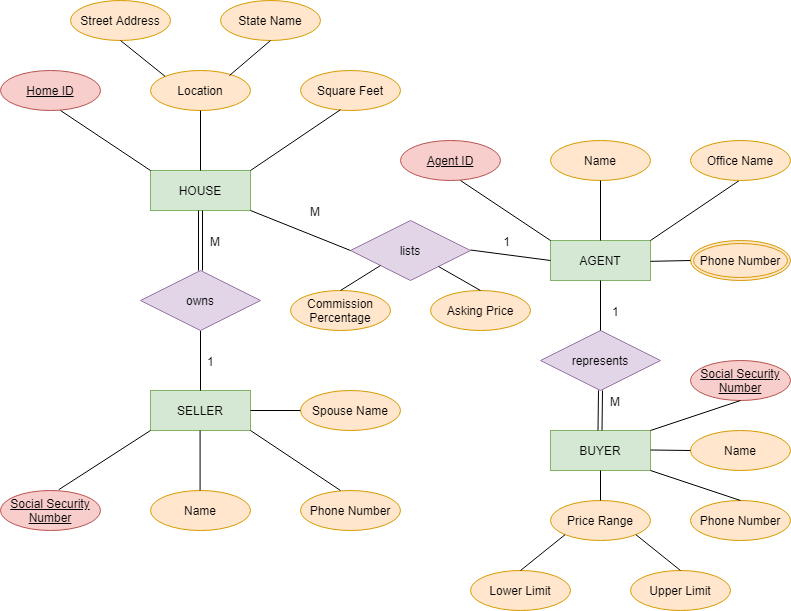 Street Address
State Name
Home ID
Location
Square Feet
HOUSE
Agent ID
Name
Office Name
M
M
lists
1
AGENT
Phone Number
owns
Commission
Percentage
Asking Price
1
1
represents
Social Security
Number
M
SELLER
Spouse Name
BUYER
Name
Social Security
Number
Name
Phone Number
Price Range
Phone Number
Lower Limit
Upper Limit